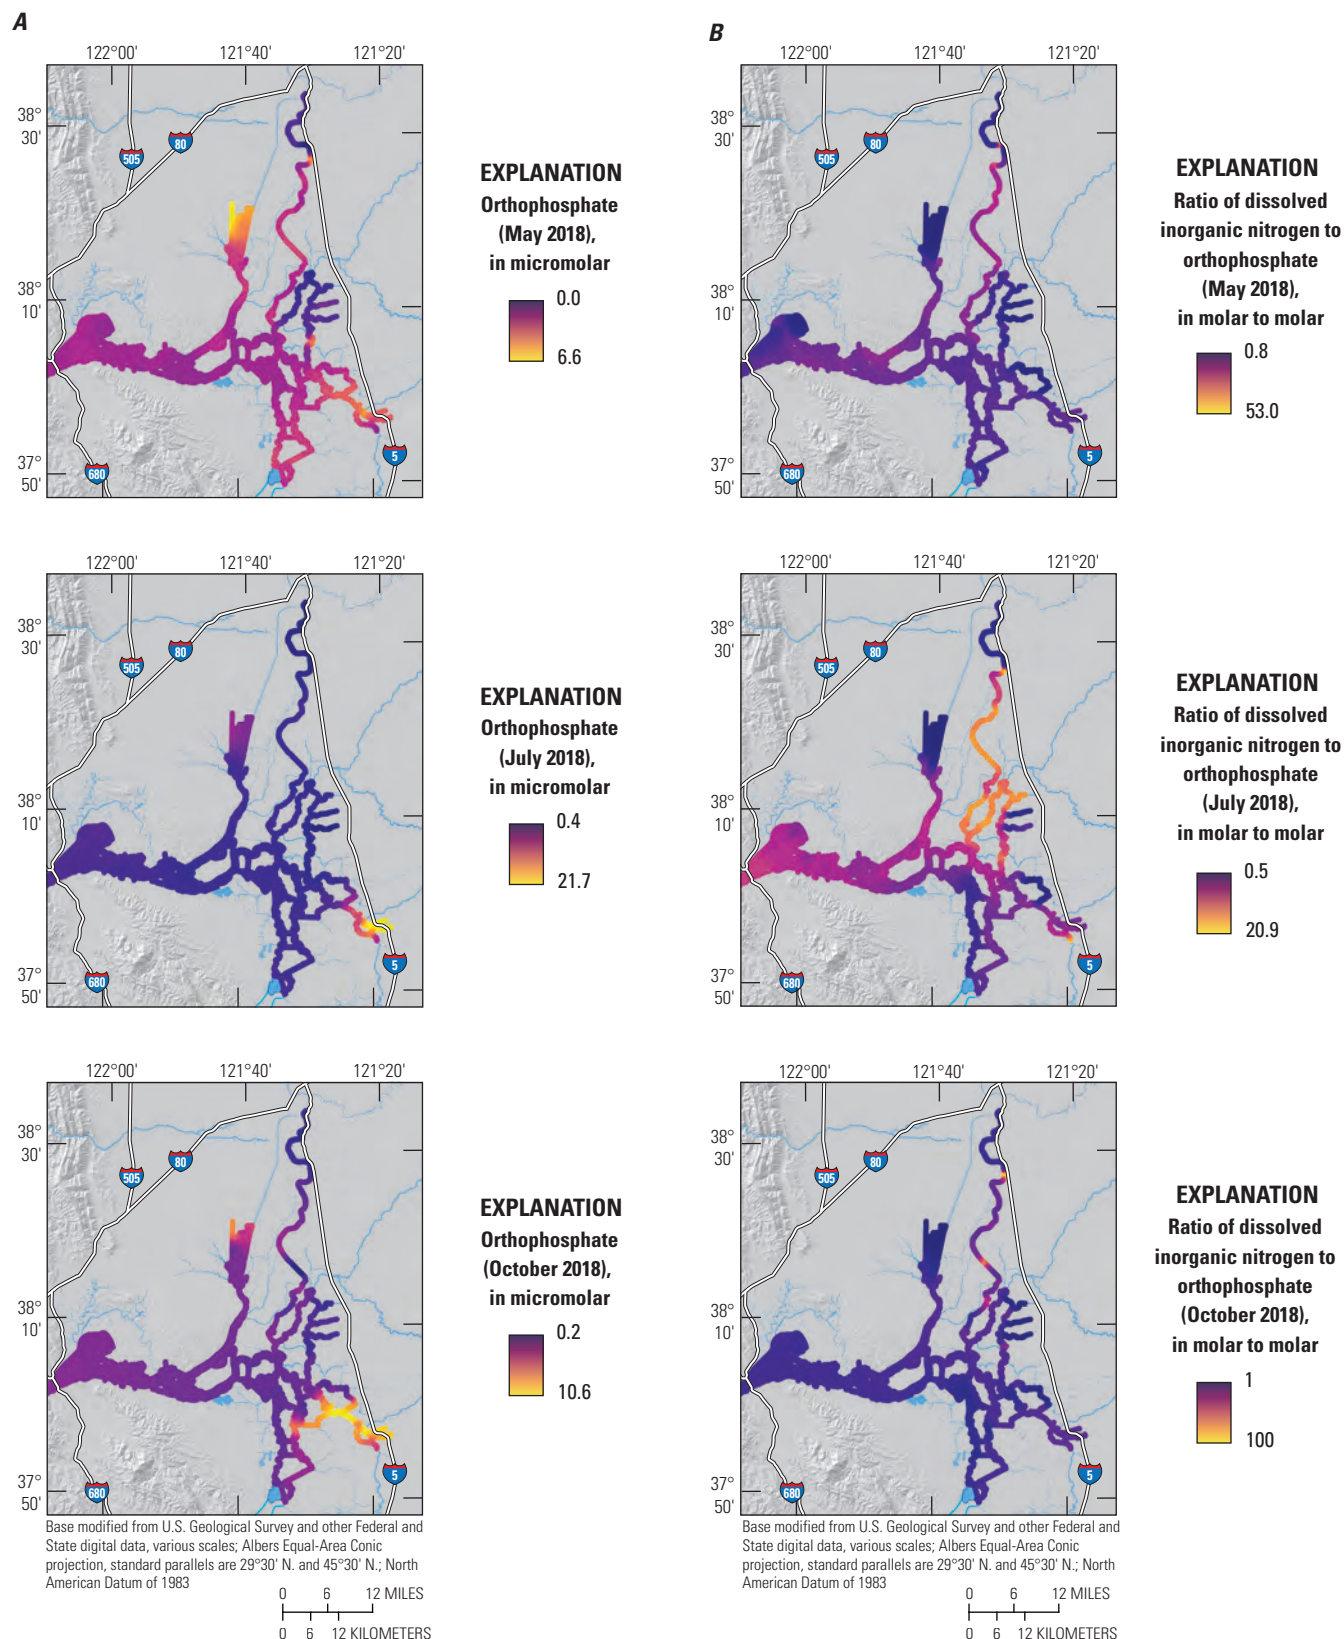 A
122°00' 121°40' 121°20'
38°
30'
38°
10'
37°
50'
505
80
680
5
EXPLANATION
Orthophosphate
(May 2018),
in micromolar
0.0
6.6
B
122°00' 121°40' 121°20'
38°
30'
38°
10'
37°
50'
505
80
680
5
EXPLANATION
Ratio of dissolved
inorganic nitrogen to
orthophosphate
(May 2018),
in molar to molar
0.8
53.0
122°00' 121°40' 121°20'
38°
30'
38°
10'
37°
50'
505
80
680
5
EXPLANATION
Orthophosphate
(July 2018),
in micromolar
0.4
21.7
122°00' 121°40' 121°20'
38°
30'
38°
10'
37°
50'
505
80
680
5
EXPLANATION
Ratio of dissolved
inorganic nitrogen to
orthophosphate
(July 2018),
in molar to molar
0.5
20.9
122°00' 121°40' 121°20'
38°
30'
38°
10'
37°
50'
505
80
680
5
EXPLANATION
Orthophosphate
(October 2018),
in micromolar
0.2
10.6
122°00' 121°40' 121°20'
38°
30'
38°
10'
37°
50'
505
80
680
5
EXPLANATION
Ratio of dissolved
inorganic nitrogen to
orthophosphate
(October 2018),
in molar to molar
1
100
Base modified from U.S. Geological Survey and other Federal and
State digital data, various scales; Albers Equal-Area Conic
projection, standard parallels are 29°30' N. and 45°30' N.; North
American Datum of 1983
0 6 12 MILES
0 6 12 KILOMETERS
Base modified from U.S. Geological Survey and other Federal and
State digital data, various scales; Albers Equal-Area Conic
projection, standard parallels are 29°30' N. and 45°30' N.; North
American Datum of 1983
0 6 12 MILES
0 6 12 KILOMETERS